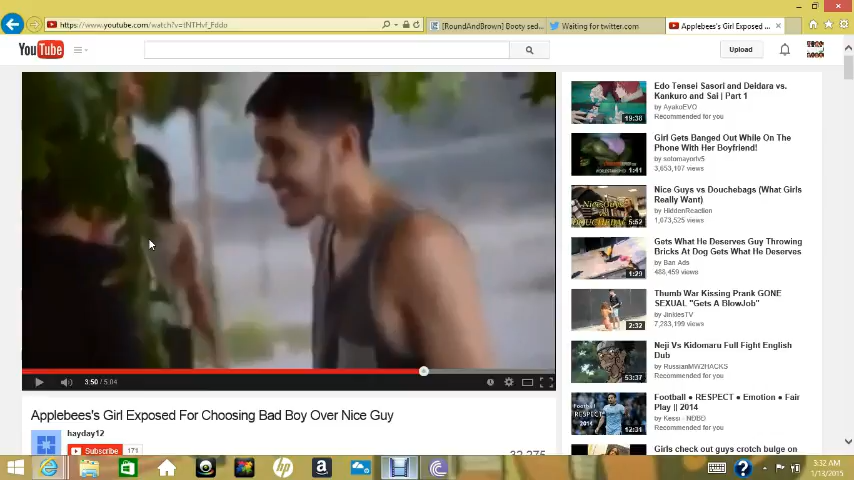 https://www.youtube.com/watch?v=tNTHvf_Fddo
[RoundAndBrown] Booty sed...
Waiting for twitter.com
Applebees's Girl Exposed ...
YouTube
Upload
Edo Tensei Sasori and Deidara vs.
Kankuro and Sai | Part 1
by AyakoEVO
Recommended for you
19:38
Girl Gets Banged Out While On The
Phone With Her Boyfriend!
by sotomayortv5
3,653,107 views
1:41
Nice Guys vs Douchebags (What Girls
Really Want)
by HiddenReaction
1,073,525 views
5:52
Gets What He Deserves Guy Throwing
Bricks At Dog Gets What He Deserves
by Ban Ads
488,459 views
1:29
Thumb War Kissing Prank GONE
SEXUAL "Gets A BlowJob"
by JinklesTV
7,283,199 views
2:32
Neji Vs Kidomaru Full Fight English
Dub
by RussianMW2HACKS
Recommended for you
53:37
Football ● RESPECT ● Emotion ● Fair
Play || 2014
by Kessi - NDBD
Recommended for you
12:31
Girls check out guys crotch bulge on
3:50 / 5:04
Applebees's Girl Exposed For Choosing Bad Boy Over Nice Guy
hayday12
Subscribe 171
32,275
3:32 AM
1/13/2015